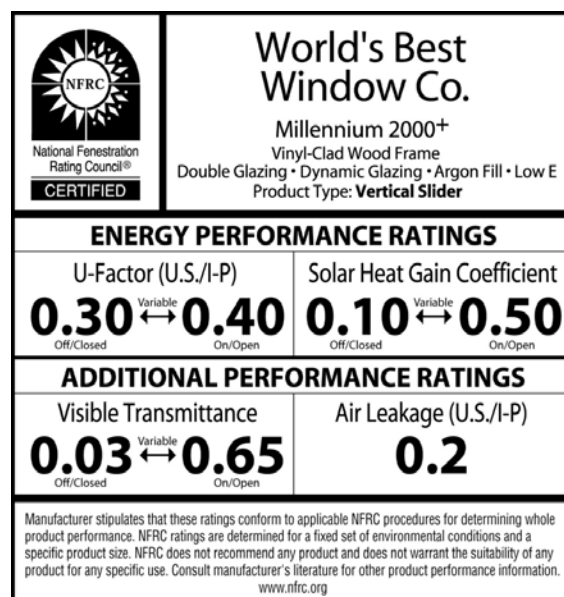 NFRC
National Fenestration
Rating Council®
CERTIFIED
World's Best
Window Co.
Millennium 2000+
Vinyl-Clad Wood Frame
Double Glazing • Dynamic Glazing • Argon Fill • Low E
Product Type: Vertical Slider
ENERGY PERFORMANCE RATINGS
U-Factor (U.S./I-P)
0.30 Variable ↔ 0.40
Off/Closed On/Open
Solar Heat Gain Coefficient
0.10 Variable ↔ 0.50
Off/Closed On/Open
ADDITIONAL PERFORMANCE RATINGS
Visible Transmittance
0.03 Variable ↔ 0.65
Off/Closed On/Open
Air Leakage (U.S./I-P)
0.2
Manufacturer stipulates that these ratings conform to applicable NFRC procedures for determining whole
product performance. NFRC ratings are determined for a fixed set of environmental conditions and a
specific product size. NFRC does not recommend any product and does not warrant the suitability of any
product for any specific use. Consult manufacturer's literature for other product performance information.
www.nfrc.org